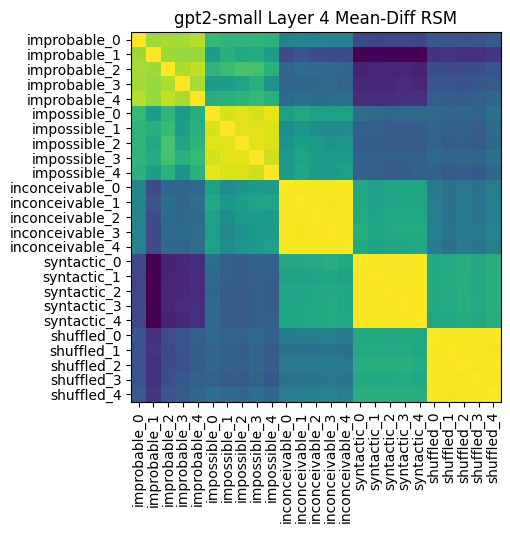 gpt2-small Layer 4 Mean-Diff RSM
improbable_0
improbable_1
improbable_2
improbable_3
improbable_4
impossible_0
impossible_1
impossible_2
impossible_3
impossible_4
inconceivable_0
inconceivable_1
inconceivable_2
inconceivable_3
inconceivable_4
syntactic_0
syntactic_1
syntactic_2
syntactic_3
syntactic_4
shuffled_0
shuffled_1
shuffled_2
shuffled_3
shuffled_4
improbable_0
improbable_1
improbable_2
improbable_3
improbable_4
impossible_0
impossible_1
impossible_2
impossible_3
impossible_4
inconceivable_0
inconceivable_1
inconceivable_2
inconceivable_3
inconceivable_4
syntactic_0
syntactic_1
syntactic_2
syntactic_3
syntactic_4
shuffled_0
shuffled_1
shuffled_2
shuffled_3
shuffled_4